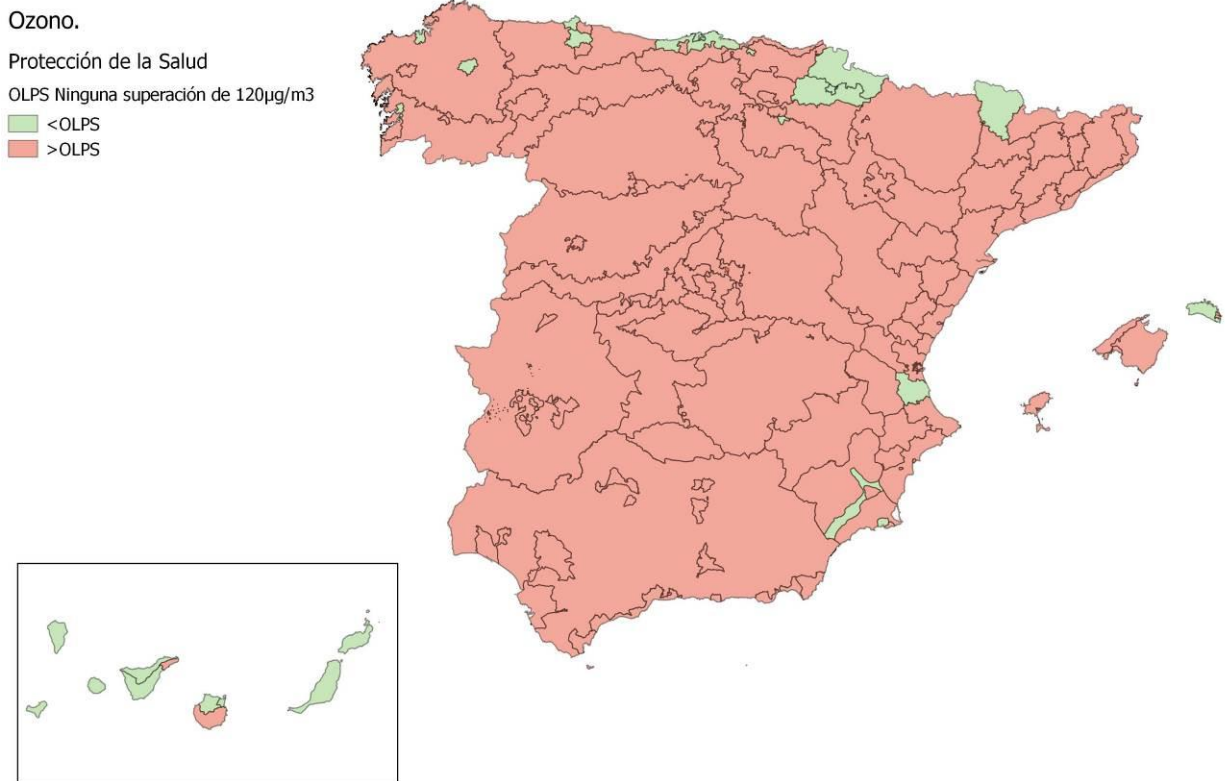 Ozono.
Protección de la Salud
OLPS Ninguna superación de 120µg/m3
<OLPS
>OLPS